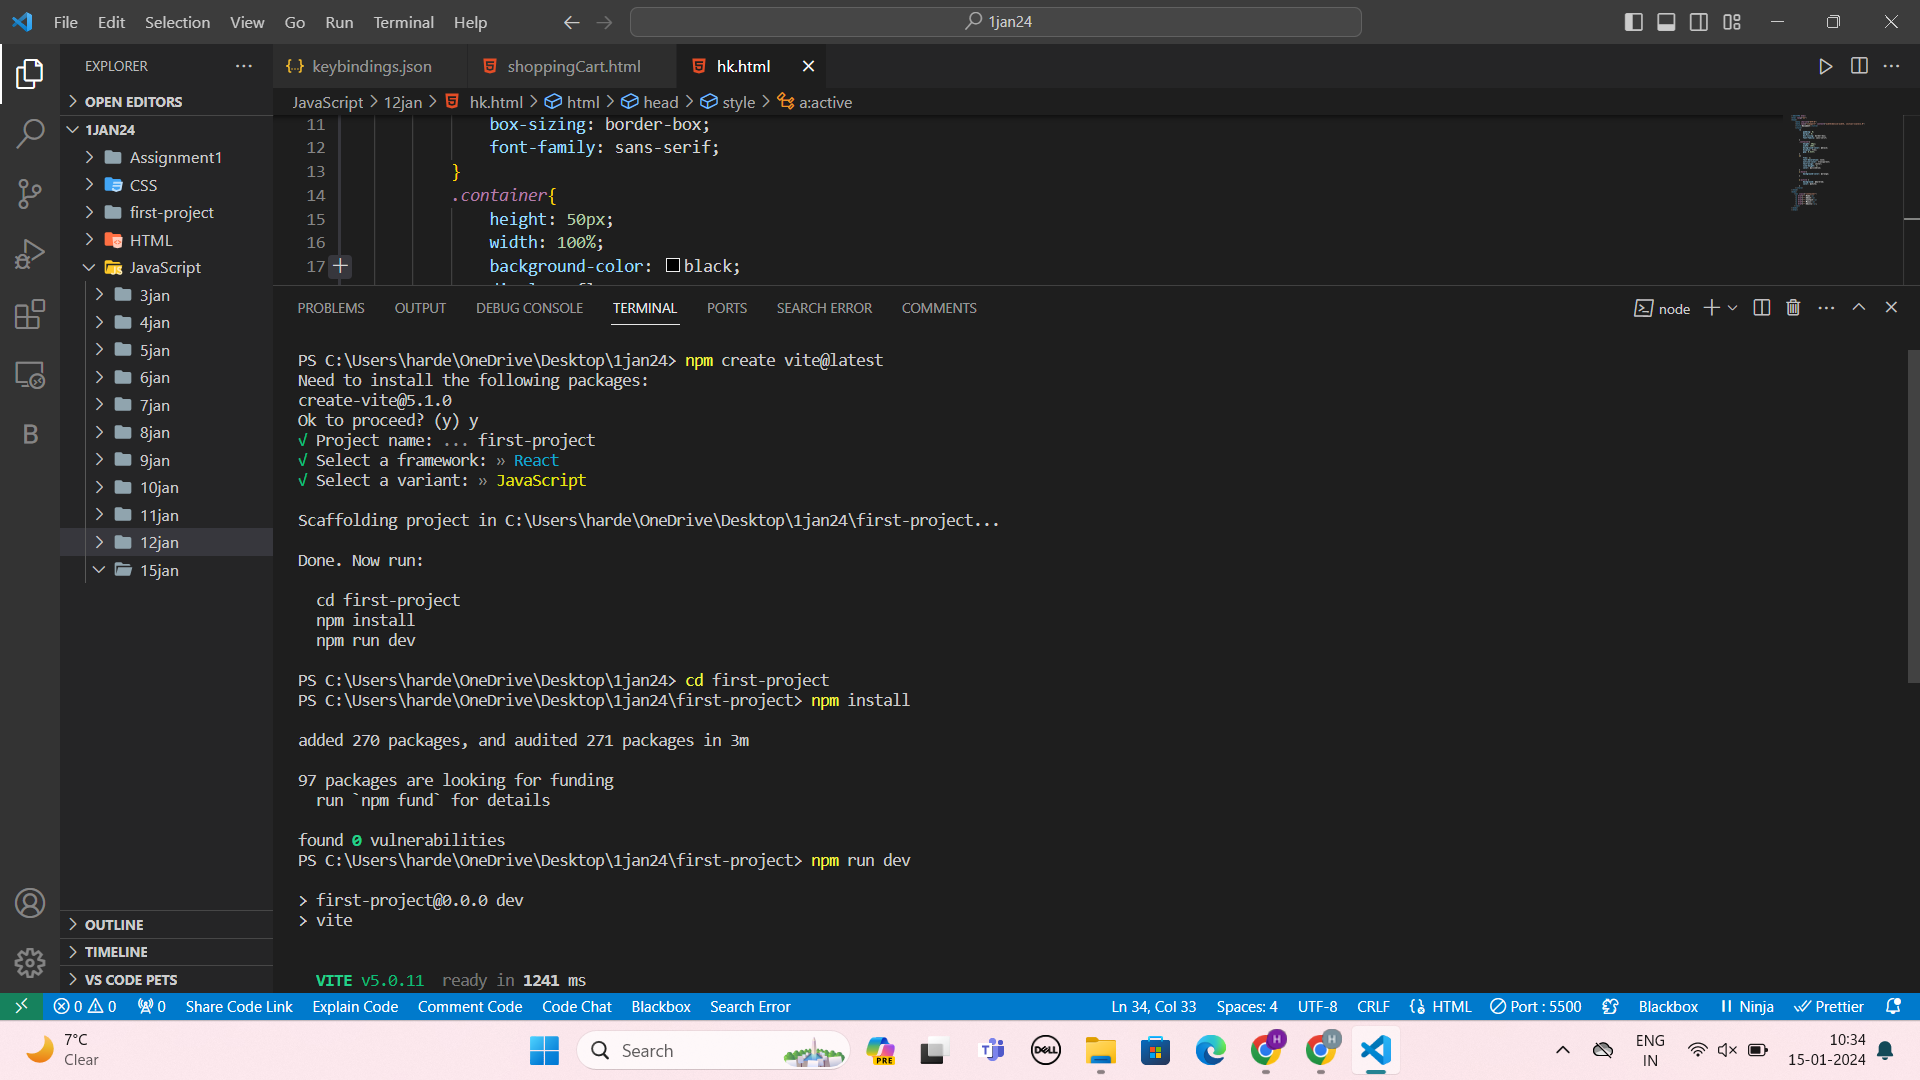 File Edit Selection View Go Run Terminal Help
1jan24
EXPLORER
OPEN EDITORS
1JAN24
Assignment1
CSS
first-project
HTML
JavaScript
3jan
4jan
5jan
6jan
7jan
8jan
9jan
10jan
11jan
12jan
15jan
OUTLINE
TIMELINE
VS CODE PETS
keybindings.json shoppingCart.html hk.html
JavaScript > 12jan > hk.html > html > head > style > a:active
11 box-sizing: border-box;
12 font-family: sans-serif;
13 }
14 .container{
15 height: 50px;
16 width: 100%;
17 background-color: black;
PROBLEMS OUTPUT DEBUG CONSOLE TERMINAL PORTS SEARCH ERROR COMMENTS
node
PS C:\Users\harde\OneDrive\Desktop\1jan24> npm create vite@latest
Need to install the following packages:
create-vite@5.1.0
Ok to proceed? (y) y
√ Project name: ... first-project
√ Select a framework: » React
√ Select a variant: » JavaScript
Scaffolding project in C:\Users\harde\OneDrive\Desktop\1jan24\first-project...
Done. Now run:
cd first-project
npm install
npm run dev
PS C:\Users\harde\OneDrive\Desktop\1jan24> cd first-project
PS C:\Users\harde\OneDrive\Desktop\1jan24\first-project> npm install
added 270 packages, and audited 271 packages in 3m
97 packages are looking for funding
run `npm fund` for details
found 0 vulnerabilities
PS C:\Users\harde\OneDrive\Desktop\1jan24\first-project> npm run dev
> first-project@0.0.0 dev
> vite
VITE v5.0.11 ready in 1241 ms
0 0 0 Share Code Link Explain Code Comment Code Code Chat Blackbox Search Error Ln 34, Col 33 Spaces: 4 UTF-8 CRLF HTML Port : 5500 Blackbox Ninja Prettier
7°C
Clear
Search
PRE
DELL
H
H
ENG
IN
10:34
15-01-2024